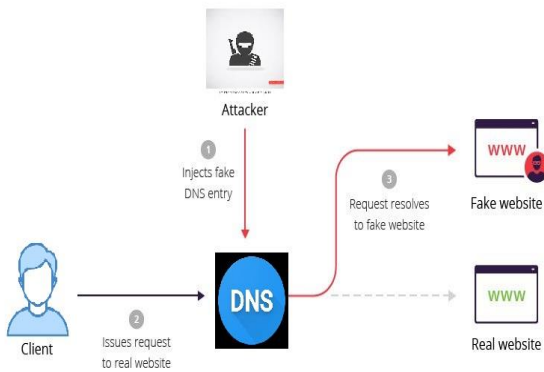 Attacker
1
Injects fake
DNS entry
WWW
3
Request resolves
to fake website
Fake website
DNS
WWW
2
Issues request
to real website
Client
Real website